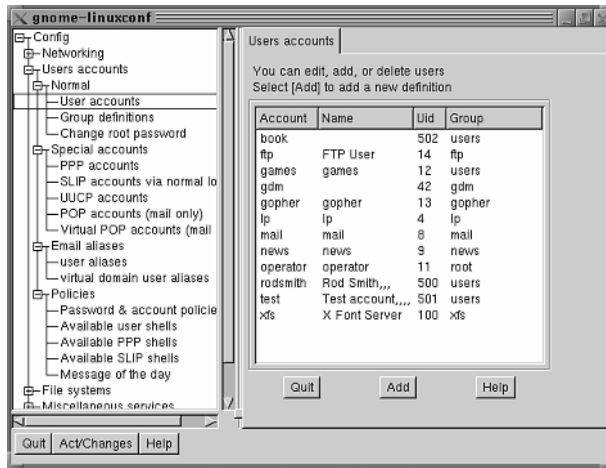 gnome-linuxconf
Config
Networking
Users accounts
Normal
User accounts
Group definitions
Change root password
Special accounts
PPP accounts
SLIP accounts via normal lo
UUCP accounts
POP accounts (mail only)
Virtual POP accounts (mail
Email aliases
user aliases
virtual domain user aliases
Policies
Password & account policie
Available user shells
Available PPP shells
Available SLIP shells
Message of the day
File systems
Miscellaneous services
Quit Act/Changes Help
Users accounts
You can edit, add, or delete users
Select [Add] to add a new definition
Account Name Uid Group
book 502 users
ftp FTP User 14 ftp
games games 12 users
gdm 42 gdm
gopher gopher 13 gopher
lp lp 4 lp
mail mail 8 mail
news news 9 news
operator operator 11 root
rodsmith Rod Smith,,, 500 users
test Test account,,,, 501 users
xfs X Font Server 100 xfs
Quit Add Help